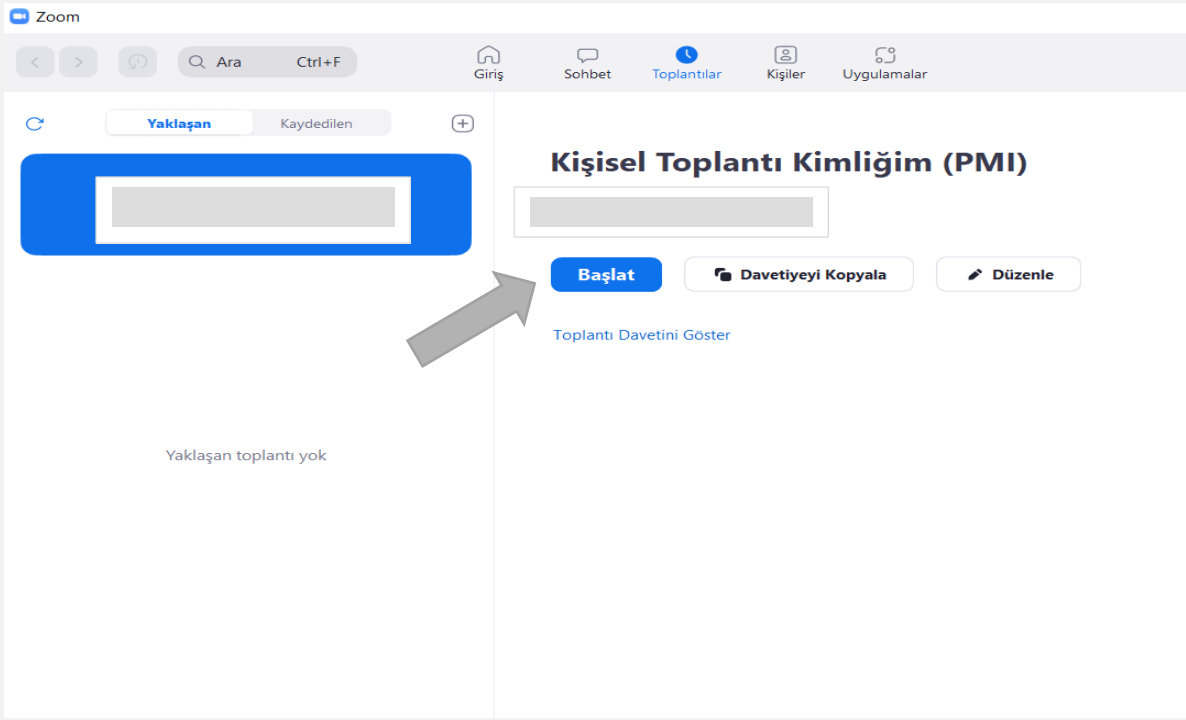 Zoom
Ara Ctrl+F
Giriş Sohbet Toplantılar Kişiler Uygulamalar
Yaklaşan Kaydedilen
Kişisel Toplantı Kimliğim (PMI)
Başlat Davetiyeyi Kopyala Düzenle
Toplantı Davetini Göster
Yaklaşan toplantı yok